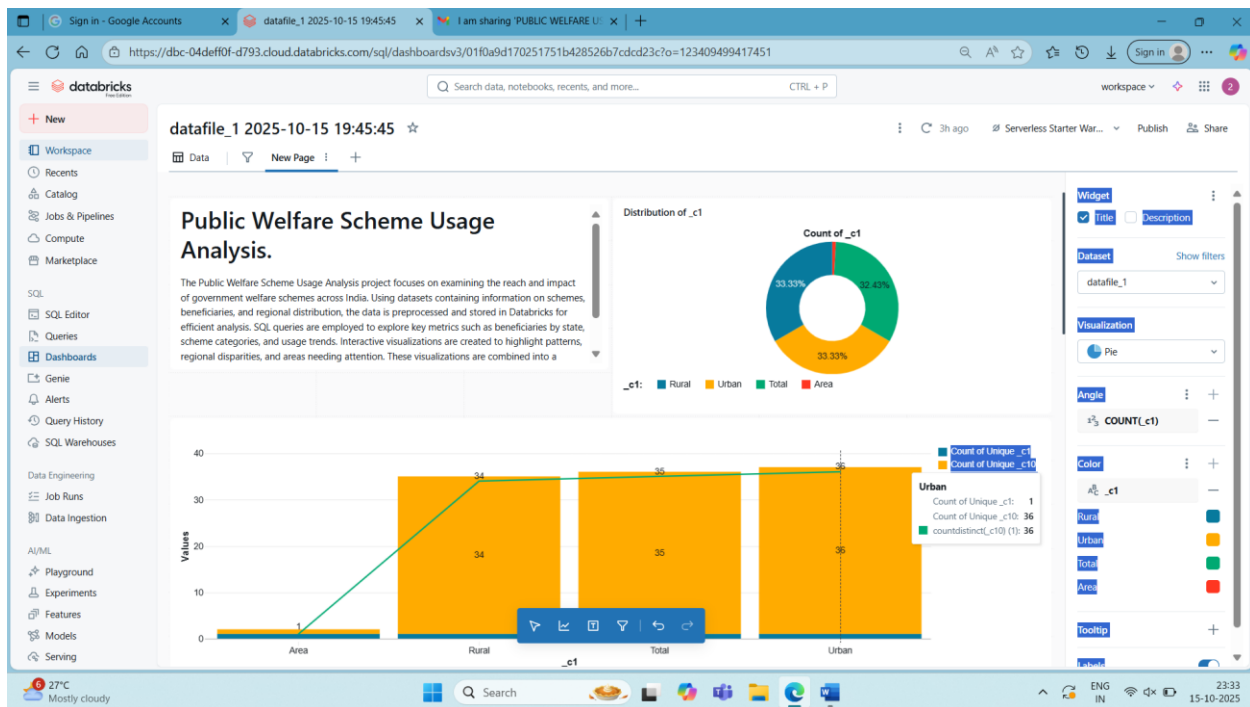 Sign in - Google Accounts
datafile_1 2025-10-15 19:45:45
I am sharing 'PUBLIC WELFARE U
https://dbc-04deff0f-d793.cloud.databricks.com/sql/dashboardsv3/01f0a9d170251751b428526b7cdcd23c?o=123409499417451
Sign in
databricks
Free Edition
Search data, notebooks, recents, and more...
CTRL + P
workspace
2
New
Workspace
Recents
Catalog
Jobs & Pipelines
Compute
Marketplace
SQL
SQL Editor
Queries
Dashboards
Genie
Alerts
Query History
SQL Warehouses
Data Engineering
Job Runs
Data Ingestion
AI/ML
Playground
Experiments
Features
Models
Serving
datafile_1 2025-10-15 19:45:45
3h ago
Serverless Starter War...
Publish
Share
Data
New Page
Public Welfare Scheme Usage
Analysis.
The Public Welfare Scheme Usage Analysis project focuses on examining the reach and impact
of government welfare schemes across India. Using datasets containing information on schemes,
beneficiaries, and regional distribution, the data is preprocessed and stored in Databricks for
efficient analysis. SQL queries are employed to explore key metrics such as beneficiaries by state,
scheme categories, and usage trends. Interactive visualizations are created to highlight patterns,
regional disparities, and areas needing attention. These visualizations are combined into a
Distribution of _c1
Count of _c1
33.33%
32.43%
33.33%
_c1:
Rural
Urban
Total
Area
Values
40
30
20
10
0
1
34
34
35
35
36
36
Area
Rural
Total
Urban
_c1
Count of Unique _c1
Count of Unique _c10
Urban
Count of Unique _c1: 1
Count of Unique _c10: 36
countdistinct(_c10) (1): 36
Widget
Title
Description
Dataset
Show filters
datafile_1
Visualization
Pie
Angle
COUNT(_c1)
Color
_c1
Rural
Urban
Total
Area
Tooltip
Labels
6
27°C
Mostly cloudy
Search
ENG
IN
23:33
15-10-2025